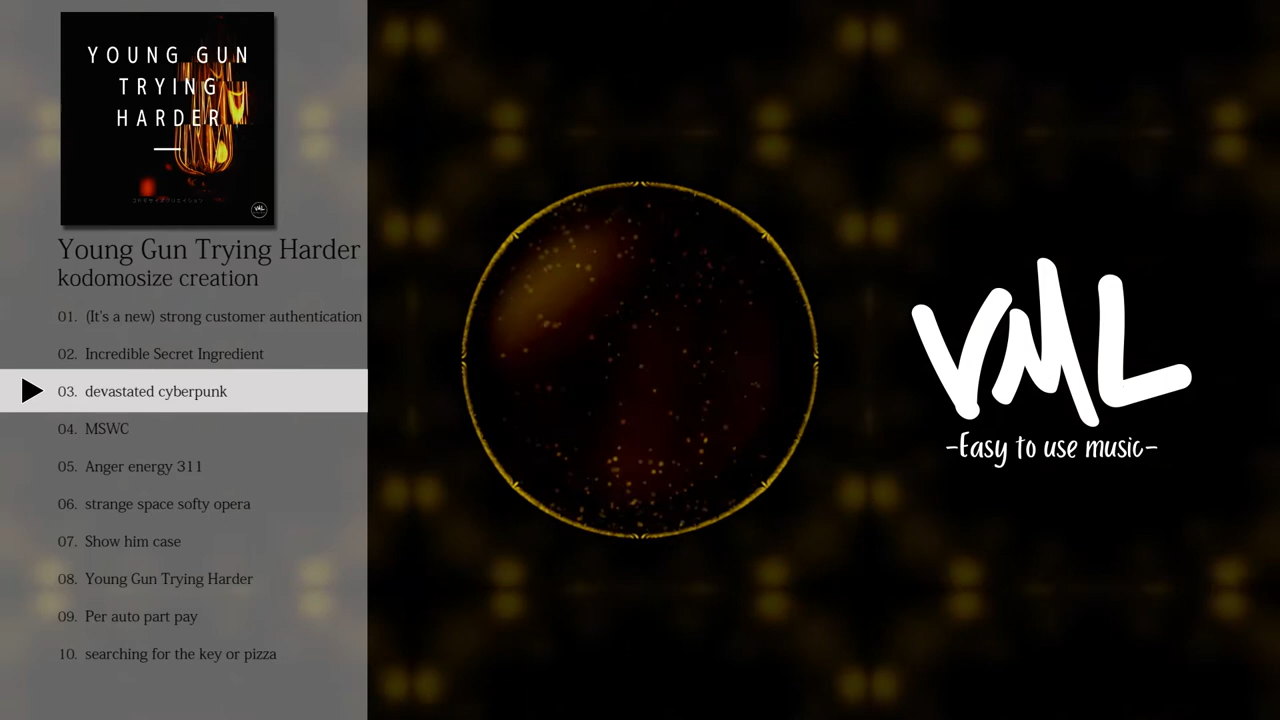 YOUNG GUN
TRYING
HARDER
VML
Young Gun Trying Harder
kodomosize creation
01. (It's a new) strong customer authentication
02. Incredible Secret Ingredient
03. devastated cyberpunk
04. MSWC
05. Anger energy 311
06. strange space softy opera
07. Show him case
08. Young Gun Trying Harder
09. Per auto part pay
10. searching for the key or pizza
VML
-Easy to use music-